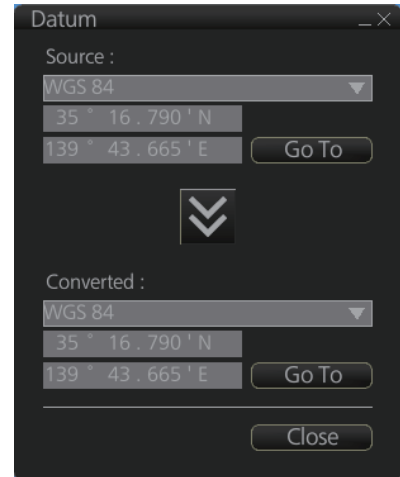 Datum
Source :
WGS 84
35 ° 16 . 790 ' N
139 ° 43 . 665 ' E
Go To
Converted :
WGS 84
35 ° 16 . 790 ' N
139 ° 43 . 665 ' E
Go To
Close